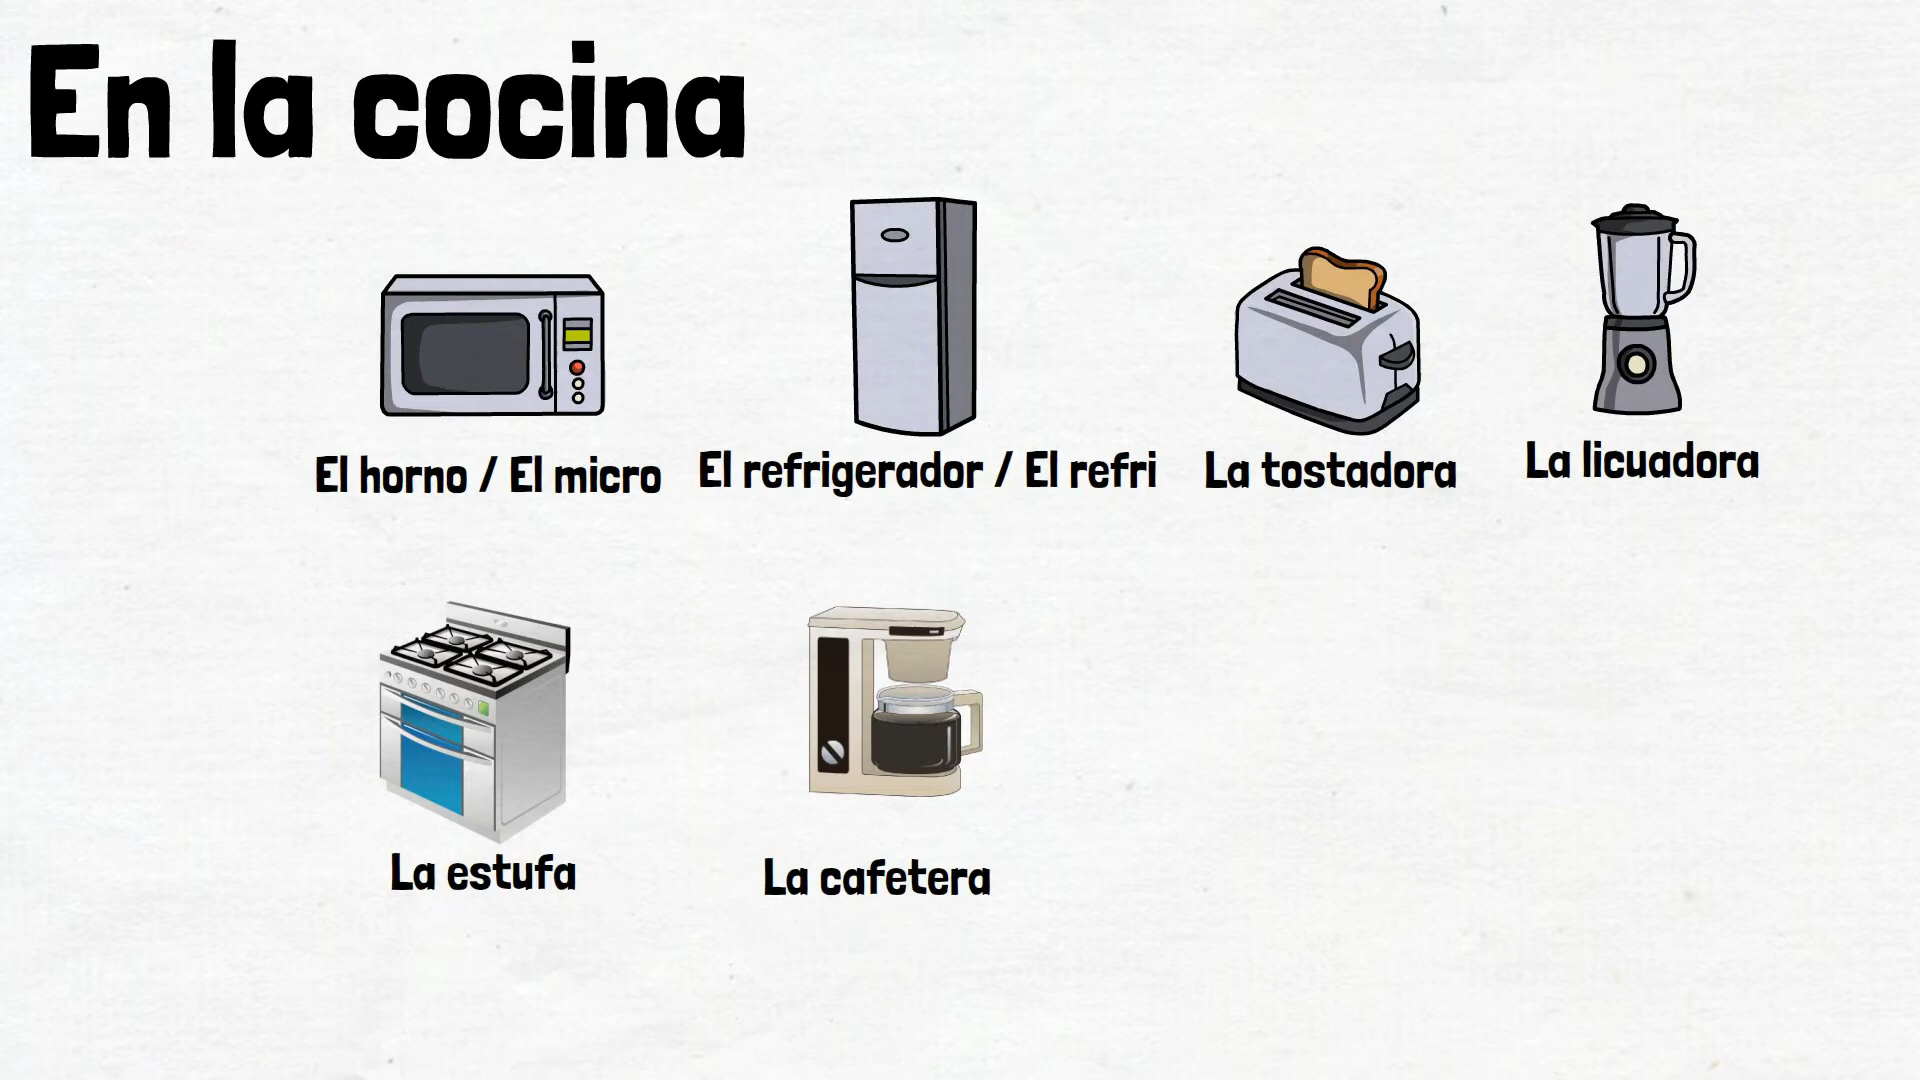 En la cocina
El horno / El micro
El refrigerador / El refri
La tostadora
La licuadora
La estufa
La cafetera